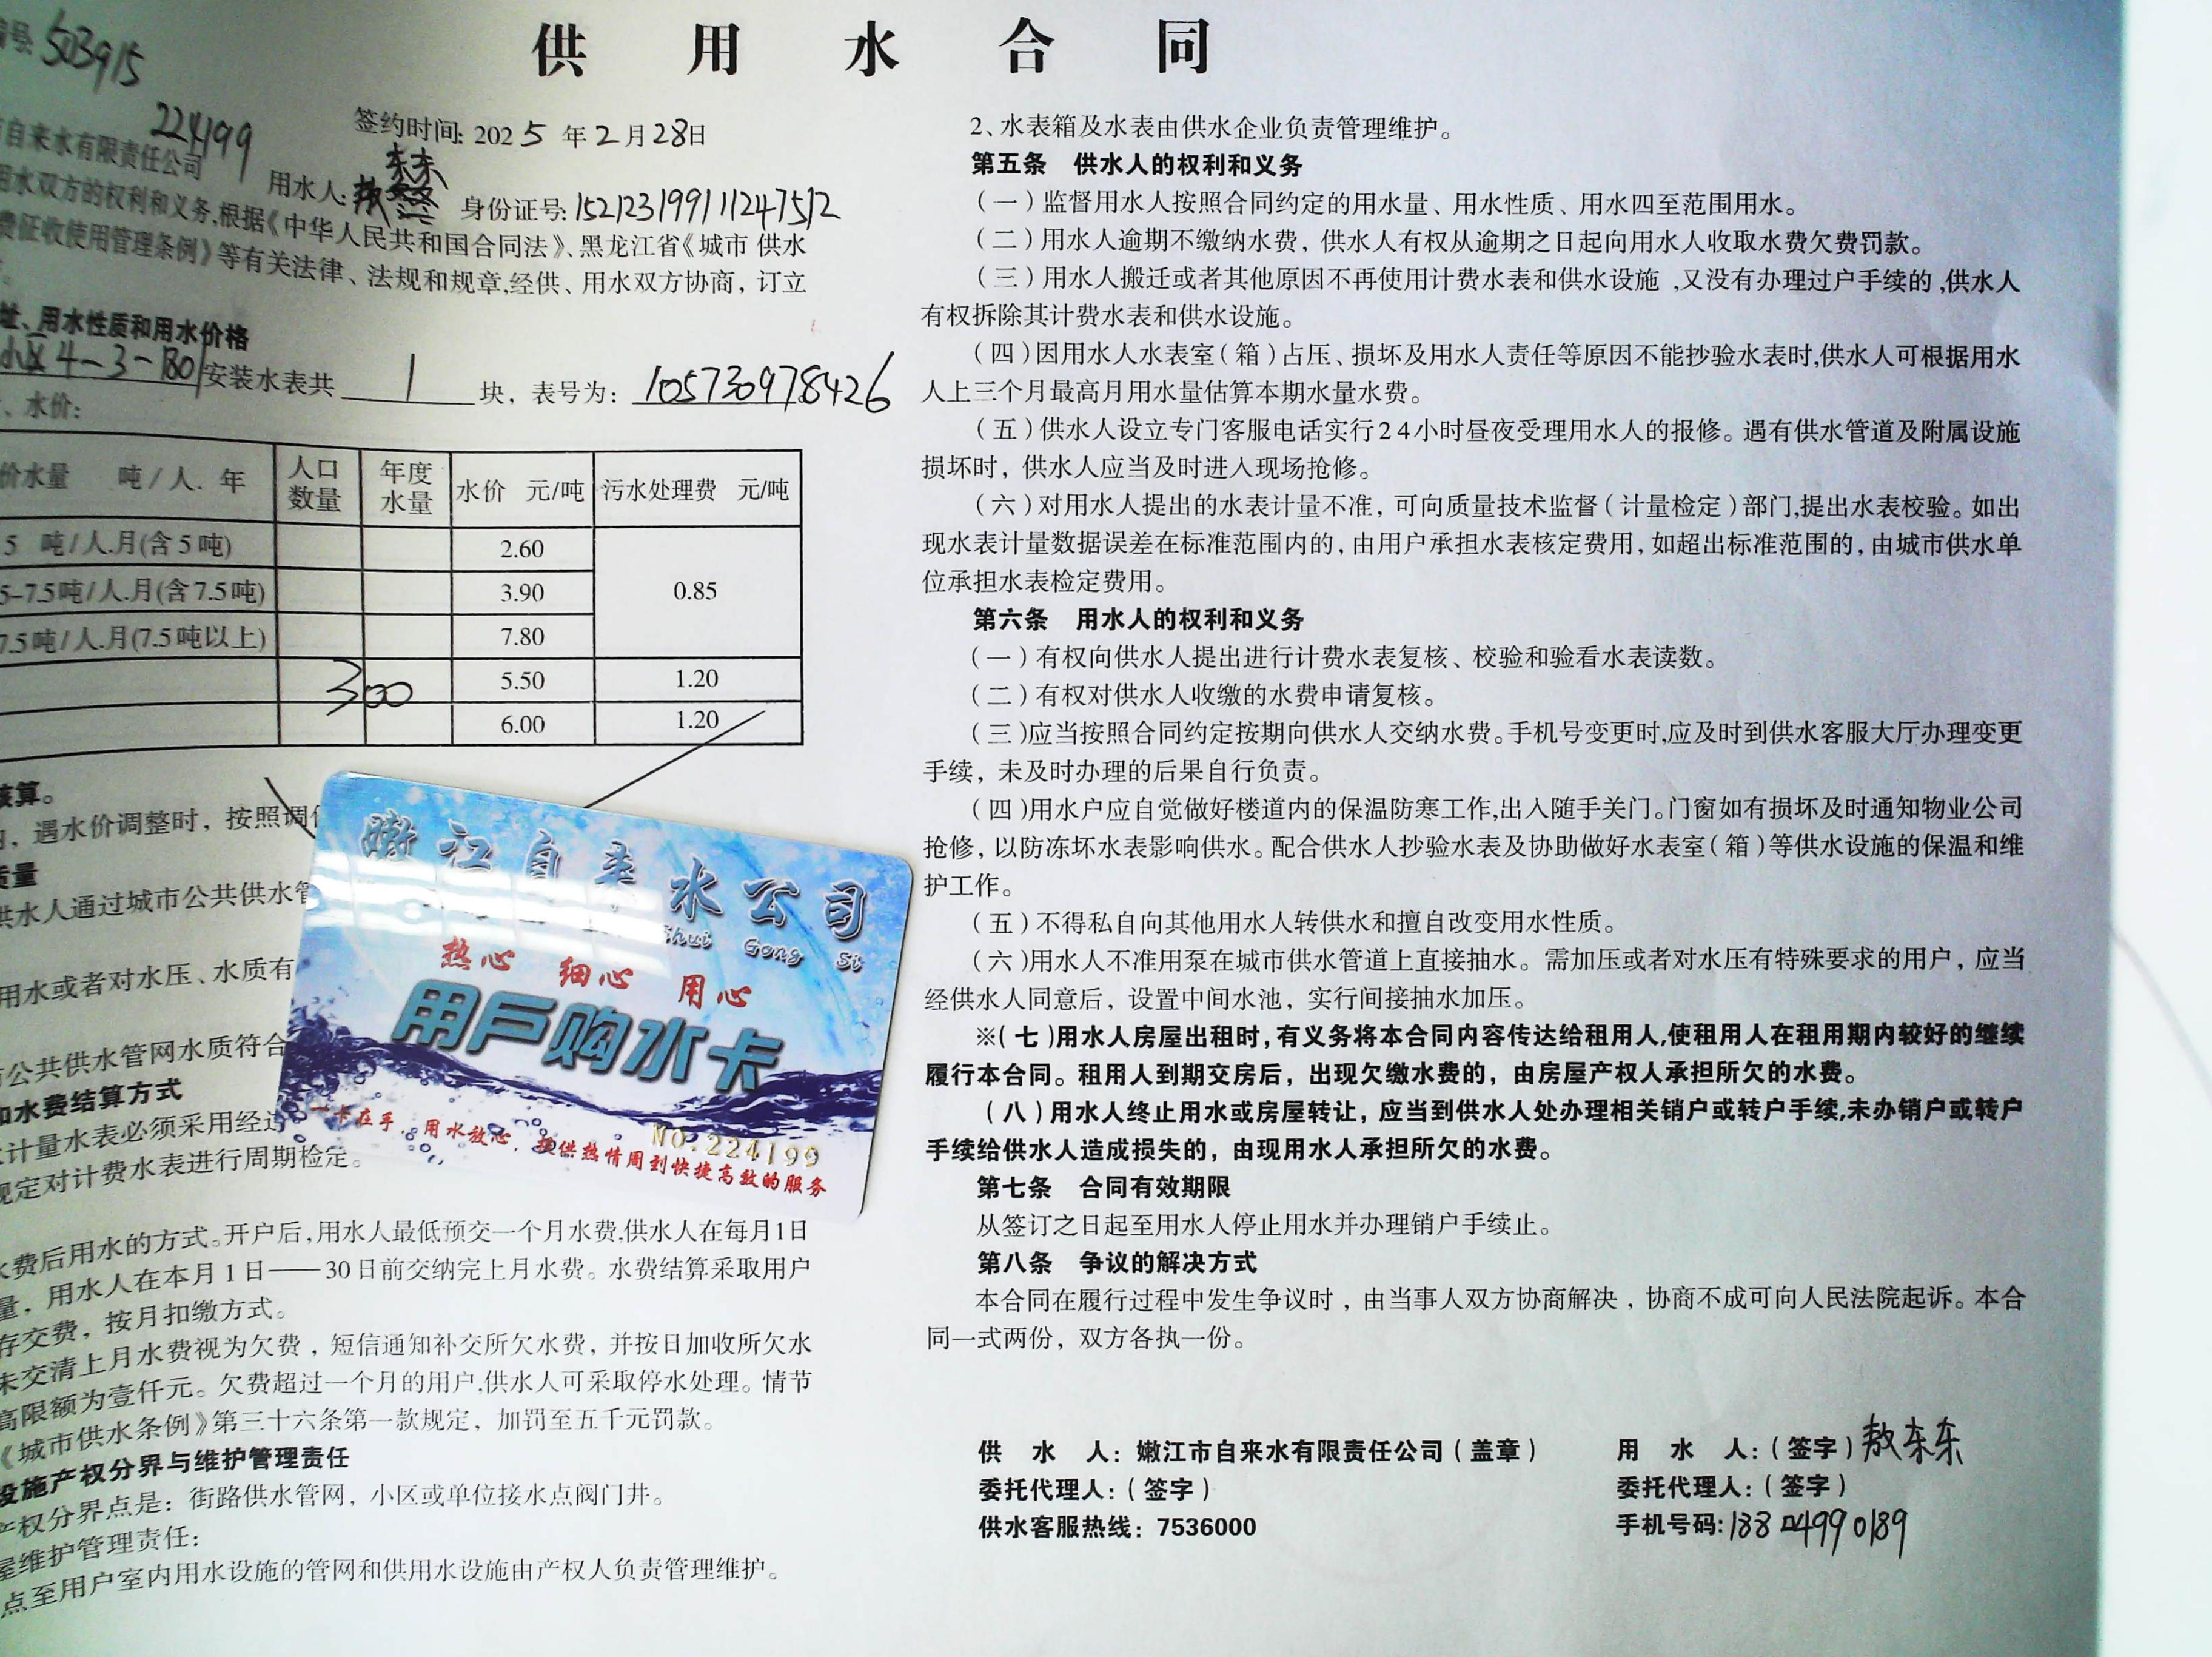 供用水合同
编号: 503915
224199
签约时间: 2025年2月28日
自来水有限责任公司
用水人: 敖东东 身份证号: 152123199111247512
用水双方的权利和义务,根据《中华人民共和国合同法》、黑龙江省《城市供水
费征收使用管理条例》等有关法律、法规和规章,经供、用水双方协商，订立
址、用水性质和用水价格
小区4-3-1801安装水表共 1 块，表号为: 105730978426
、水价:
价水量 吨/人.年 人口数量 年度水量 水价 元/吨 污水处理费 元/吨
5 吨/人.月(含5吨) 2.60 0.85
5-7.5吨/人.月(含7.5吨) 3.90
7.5吨/人.月(7.5吨以上) 7.80
300 5.50 1.20
6.00 1.20
核算。
，遇水价调整时，按照调
质量
供水人通过城市公共供水管
用水或者对水压、水质有
公共供水管网水质符合
和水费结算方式
计量水表必须采用经
规定对计费水表进行周期检定。
水费后用水的方式。开户后,用水人最低预交一个月水费,供水人在每月1日
量，用水人在本月1日——30日前交纳完上月水费。水费结算采取用户
存交费，按月扣缴方式。
未交清上月水费视为欠费，短信通知补交所欠水费，并按日加收所欠水
高限额为壹仟元。欠费超过一个月的用户,供水人可采取停水处理。情节
《城市供水条例》第三十六条第一款规定，加罚至五千元罚款。
设施产权分界与维护管理责任
产权分界点是：街路供水管网，小区或单位接水点阀门井。
屋维护管理责任：
点至用户室内用水设施的管网和供用水设施由产权人负责管理维护。
嫩江自来水公司
Shui Gong Si
热心 细心 用心
用户购水卡
NO.224199
一卡在手，用水放心，提供热情周到快捷高效的服务
2、水表箱及水表由供水企业负责管理维护。
第五条 供水人的权利和义务
(一)监督用水人按照合同约定的用水量、用水性质、用水四至范围用水。
(二)用水人逾期不缴纳水费，供水人有权从逾期之日起向用水人收取水费欠费罚款。
(三)用水人搬迁或者其他原因不再使用计费水表和供水设施,又没有办理过户手续的,供水人
有权拆除其计费水表和供水设施。
(四)因用水人水表室(箱)占压、损坏及用水人责任等原因不能抄验水表时,供水人可根据用水
人上三个月最高月用水量估算本期水量水费。
(五)供水人设立专门客服电话实行24小时昼夜受理用水人的报修。遇有供水管道及附属设施
损坏时，供水人应当及时进入现场抢修。
(六)对用水人提出的水表计量不准，可向质量技术监督(计量检定)部门,提出水表校验。如出
现水表计量数据误差在标准范围内的，由用户承担水表核定费用，如超出标准范围的，由城市供水单
位承担水表检定费用。
第六条 用水人的权利和义务
(一)有权向供水人提出进行计费水表复核、校验和验看水表读数。
(二)有权对供水人收缴的水费申请复核。
(三)应当按照合同约定按期向供水人交纳水费。手机号变更时,应及时到供水客服大厅办理变更
手续，未及时办理的后果自行负责。
(四)用水户应自觉做好楼道内的保温防寒工作,出入随手关门。门窗如有损坏及时通知物业公司
抢修，以防冻坏水表影响供水。配合供水人抄验水表及协助做好水表室(箱)等供水设施的保温和维
护工作。
(五)不得私自向其他用水人转供水和擅自改变用水性质。
(六)用水人不准用泵在城市供水管道上直接抽水。需加压或者对水压有特殊要求的用户，应当
经供水人同意后，设置中间水池，实行间接抽水加压。
※(七)用水人房屋出租时,有义务将本合同内容传达给租用人,使租用人在租用期内较好的继续
履行本合同。租用人到期交房后，出现欠缴水费的，由房屋产权人承担所欠的水费。
(八)用水人终止用水或房屋转让，应当到供水人处办理相关销户或转户手续,未办销户或转户
手续给供水人造成损失的，由现用水人承担所欠的水费。
第七条 合同有效期限
从签订之日起至用水人停止用水并办理销户手续止。
第八条 争议的解决方式
本合同在履行过程中发生争议时，由当事人双方协商解决，协商不成可向人民法院起诉。本合
同一式两份，双方各执一份。
供 水 人：嫩江市自来水有限责任公司(盖章)
委托代理人：(签字)
供水客服热线：7536000
用 水 人：(签字)敖东东
委托代理人：(签字)
手机号码:18824990189